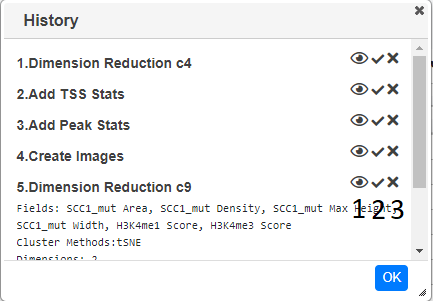 History
1.Dimension Reduction c4
2.Add TSS Stats
3.Add Peak Stats
4.Create Images
5.Dimension Reduction c9
Fields: SCC1_mut Area, SCC1_mut Density, SCC1_mut Max Height,
SCC1_mut Width, H3K4me1 Score, H3K4me3 Score
1 2 3
Cluster Methods:tSNE
Dimensions: 2
OK